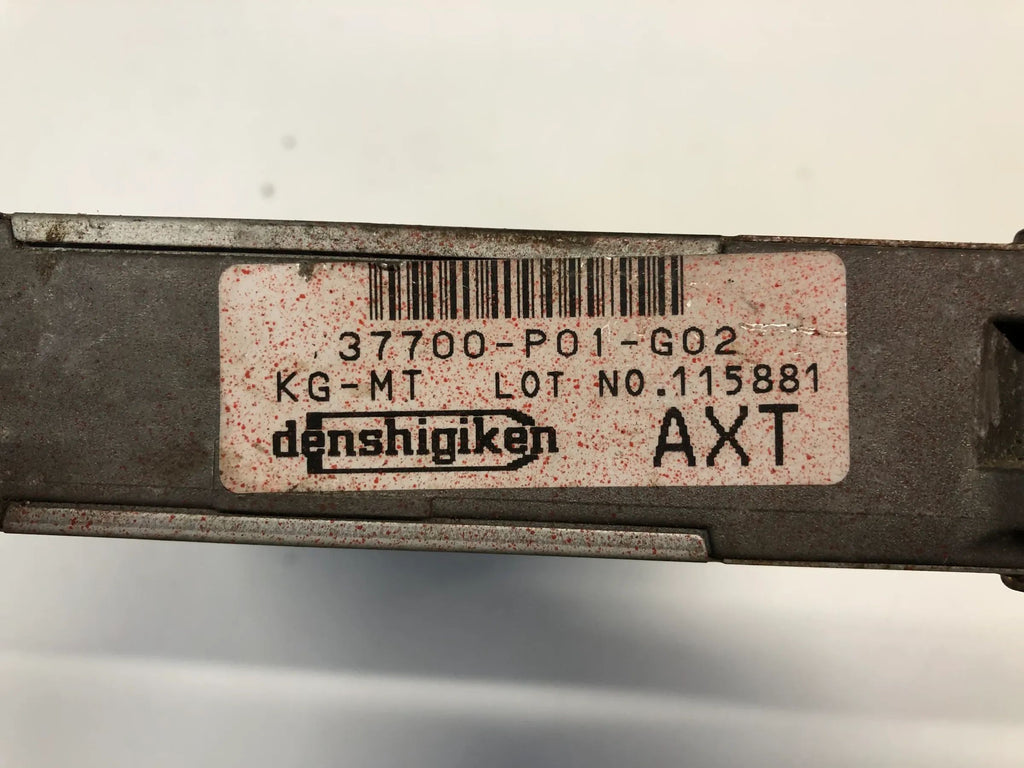 37700-P01-G02
KG-MT LOT NO.115881
denshigiken AXT